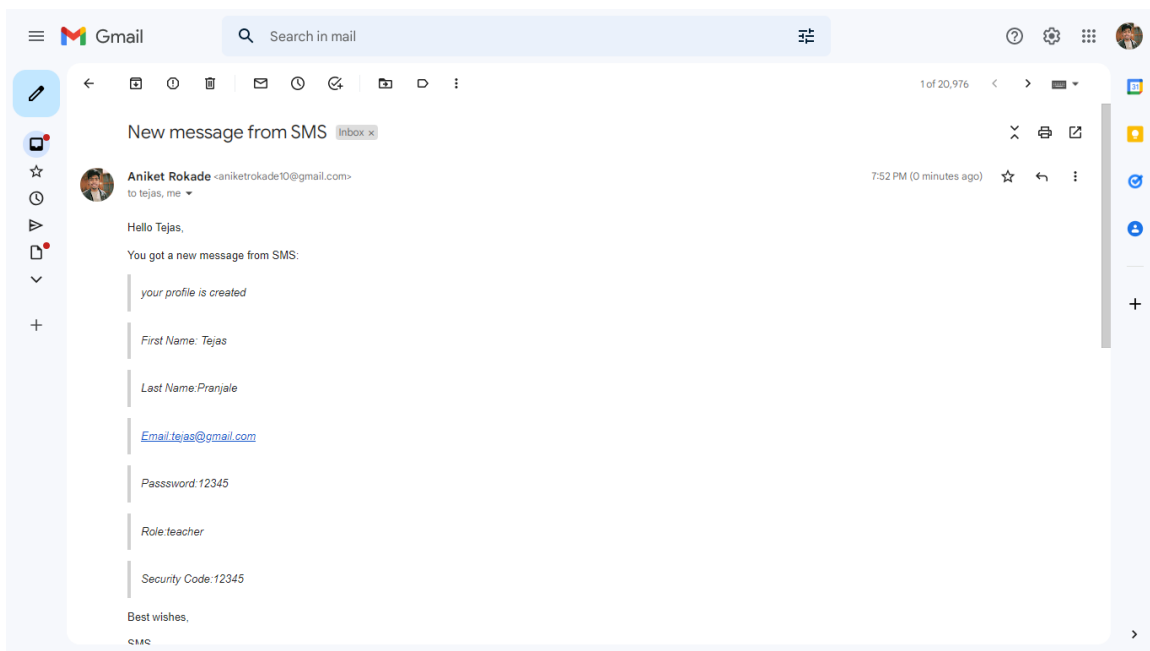 Gmail
Search in mail
1 of 20,976
31
New message from SMS Inbox x
Aniket Rokade <aniketrokade10@gmail.com>
7:52 PM (0 minutes ago)
to tejas, me
Hello Tejas,
You got a new message from SMS:
your profile is created
First Name: Tejas
Last Name:Pranjale
Email:tejas@gmail.com
Passsword:12345
Role:teacher
Security Code:12345
Best wishes,
SMS